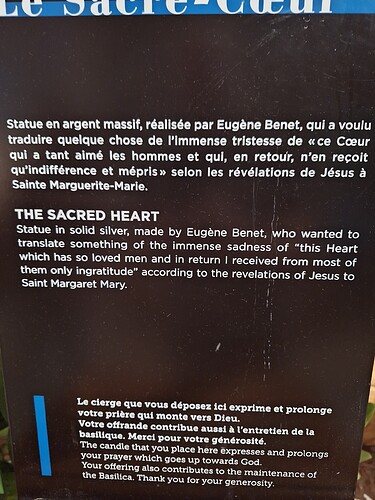 Le Sacré-Cœur
Statue en argent massif, réalisée par Eugène Benet, qui a voulu
traduire quelque chose de l'immense tristesse de « ce Cœur
qui a tant aimé les hommes et qui, en retour, n'en reçoit
qu'indifférence et mépris » selon les révélations de Jésus à
Sainte Marguerite-Marie.
THE SACRED HEART
Statue in solid silver, made by Eugène Benet, who wanted to
translate something of the immense sadness of "this Heart
which has so loved men and in return I received from most of
them only ingratitude" according to the revelations of Jesus to
Saint Margaret Mary.
Le cierge que vous déposez ici exprime et prolonge
votre prière qui monte vers Dieu.
Votre offrande contribue aussi à l'entretien de la
basilique. Merci pour votre générosité.
The candle that you place here expresses and prolongs
your prayer which goes up towards God.
Your offering also contributes to the maintenance of
the Basilica. Thank you for your generosity.